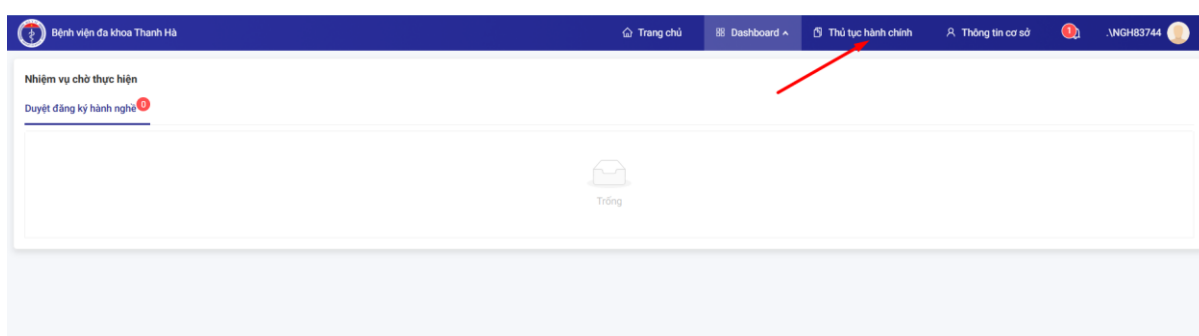 Bệnh viện đa khoa Thanh Hà
Trang chủ
Dashboard
Thủ tục hành chính
Thông tin cơ sở
1
.\NGH83744
Nhiệm vụ chờ thực hiện
Duyệt đăng ký hành nghề 0
Trống